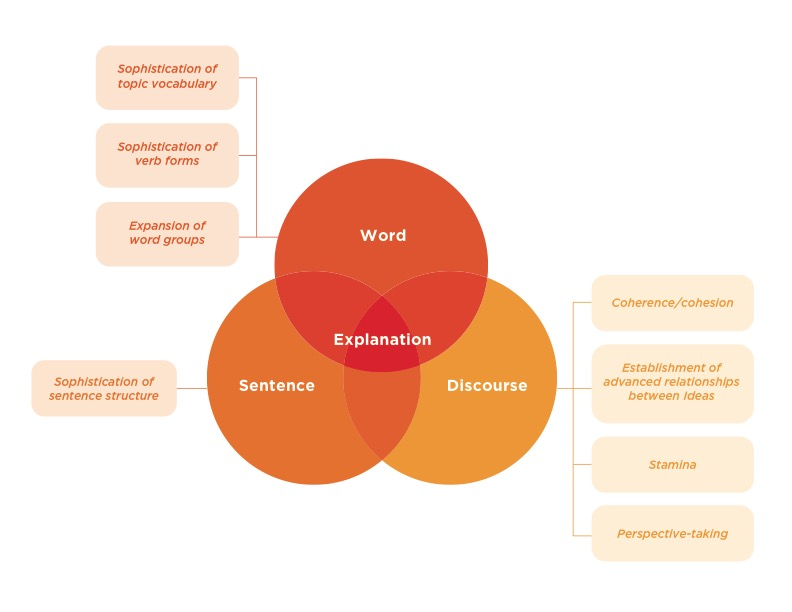 Sophistication of
topic vocabulary
Sophistication of
verb forms
Expansion of
word groups
Word
Explanation
Sentence
Discourse
Sophistication of
sentence structure
Coherence/cohesion
Establishment of
advanced relationships
between Ideas
Stamina
Perspective-taking